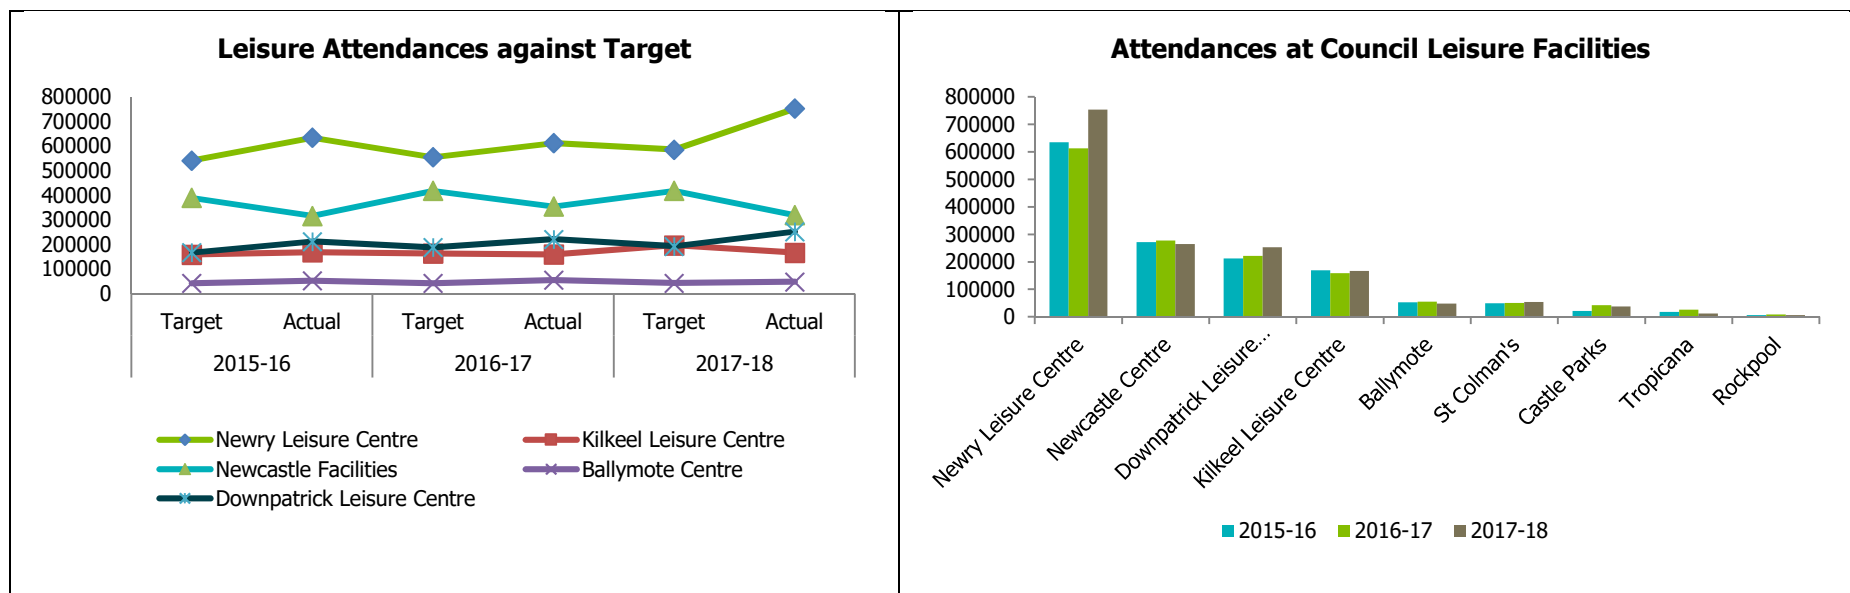 Leisure Attendances against Target
800000
700000
600000
500000
400000
300000
200000
100000
0
Target Actual Target Actual Target Actual
2015-16 2016-17 2017-18
Newry Leisure Centre Kilkeel Leisure Centre
Newcastle Facilities Ballymote Centre
Downpatrick Leisure Centre
Attendances at Council Leisure Facilities
800000
700000
600000
500000
400000
300000
200000
100000
0
Newry Leisure Centre
Newcastle Centre
Downpatrick Leisure...
Kilkeel Leisure Centre
Ballymote
St Colman's
Castle Parks
Tropicana
Rockpool
2015-16 2016-17 2017-18